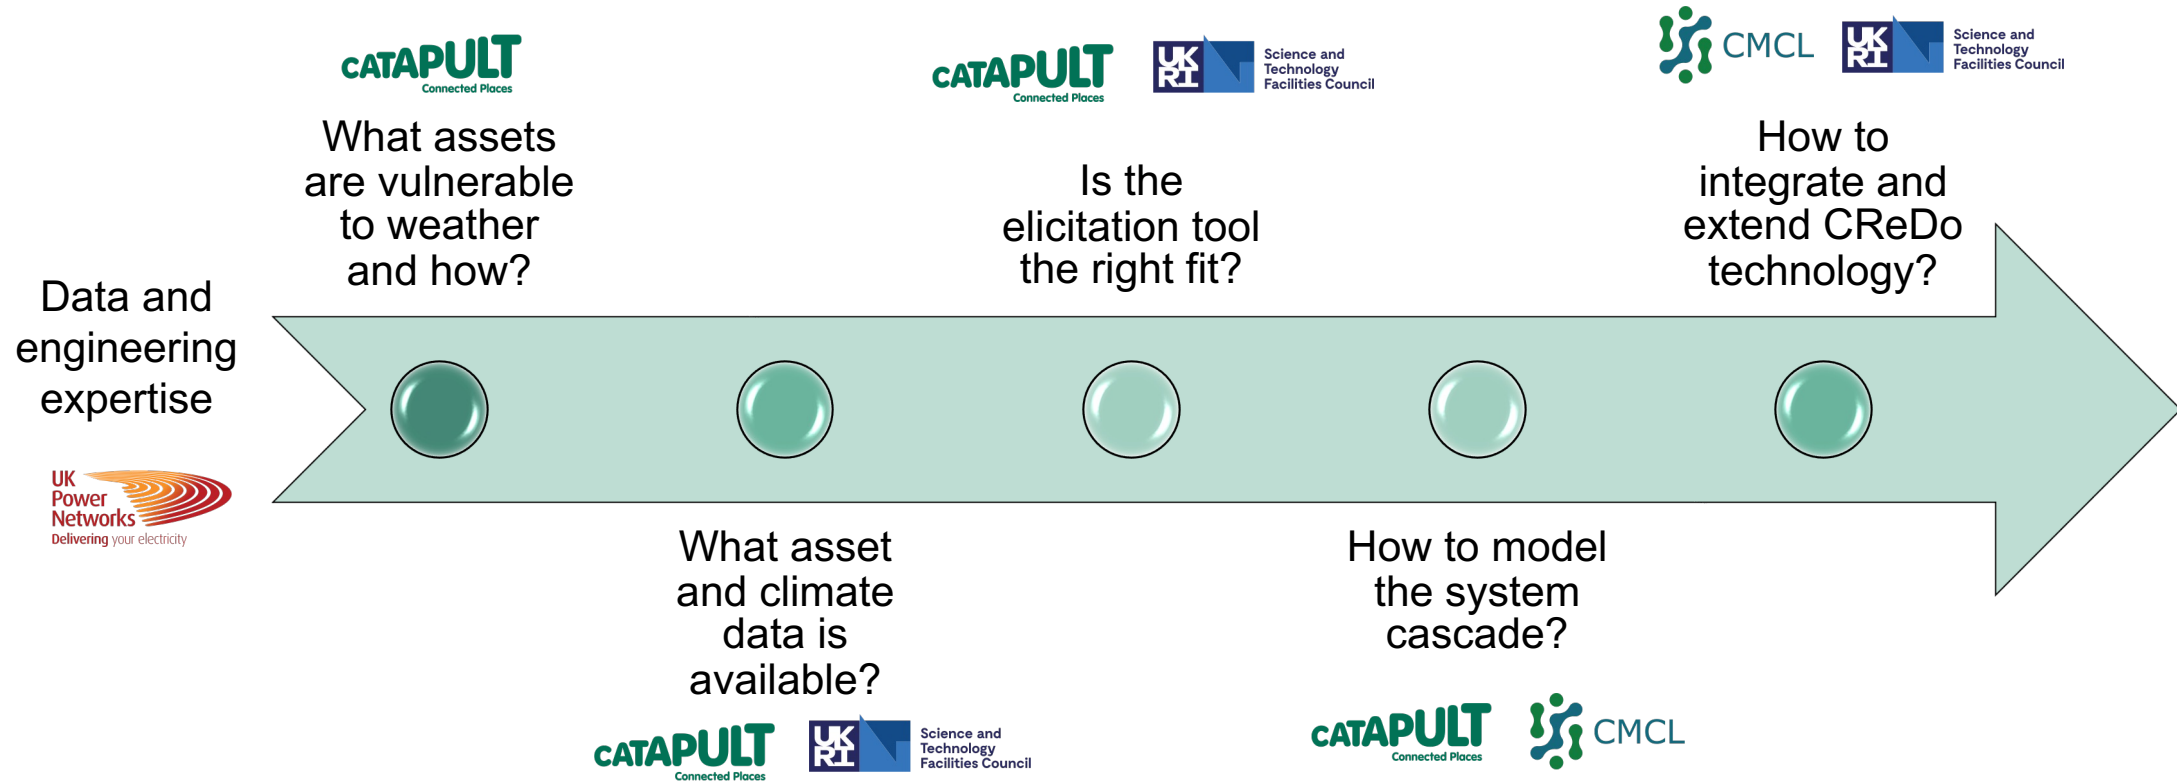 Data and
engineering
expertise
UK
Power
Networks
Delivering your electricity
CATAPULT
Connected Places
What assets
are vulnerable
to weather
and how?
What asset
and climate
data is
available?
CATAPULT
Connected Places
UK
RI
Science and
Technology
Facilities Council
CATAPULT
Connected Places
UK
RI
Science and
Technology
Facilities Council
Is the
elicitation tool
the right fit?
How to model
the system
cascade?
CATAPULT
Connected Places
CMCL
CMCL
UK
RI
Science and
Technology
Facilities Council
How to
integrate and
extend CReDo
technology?